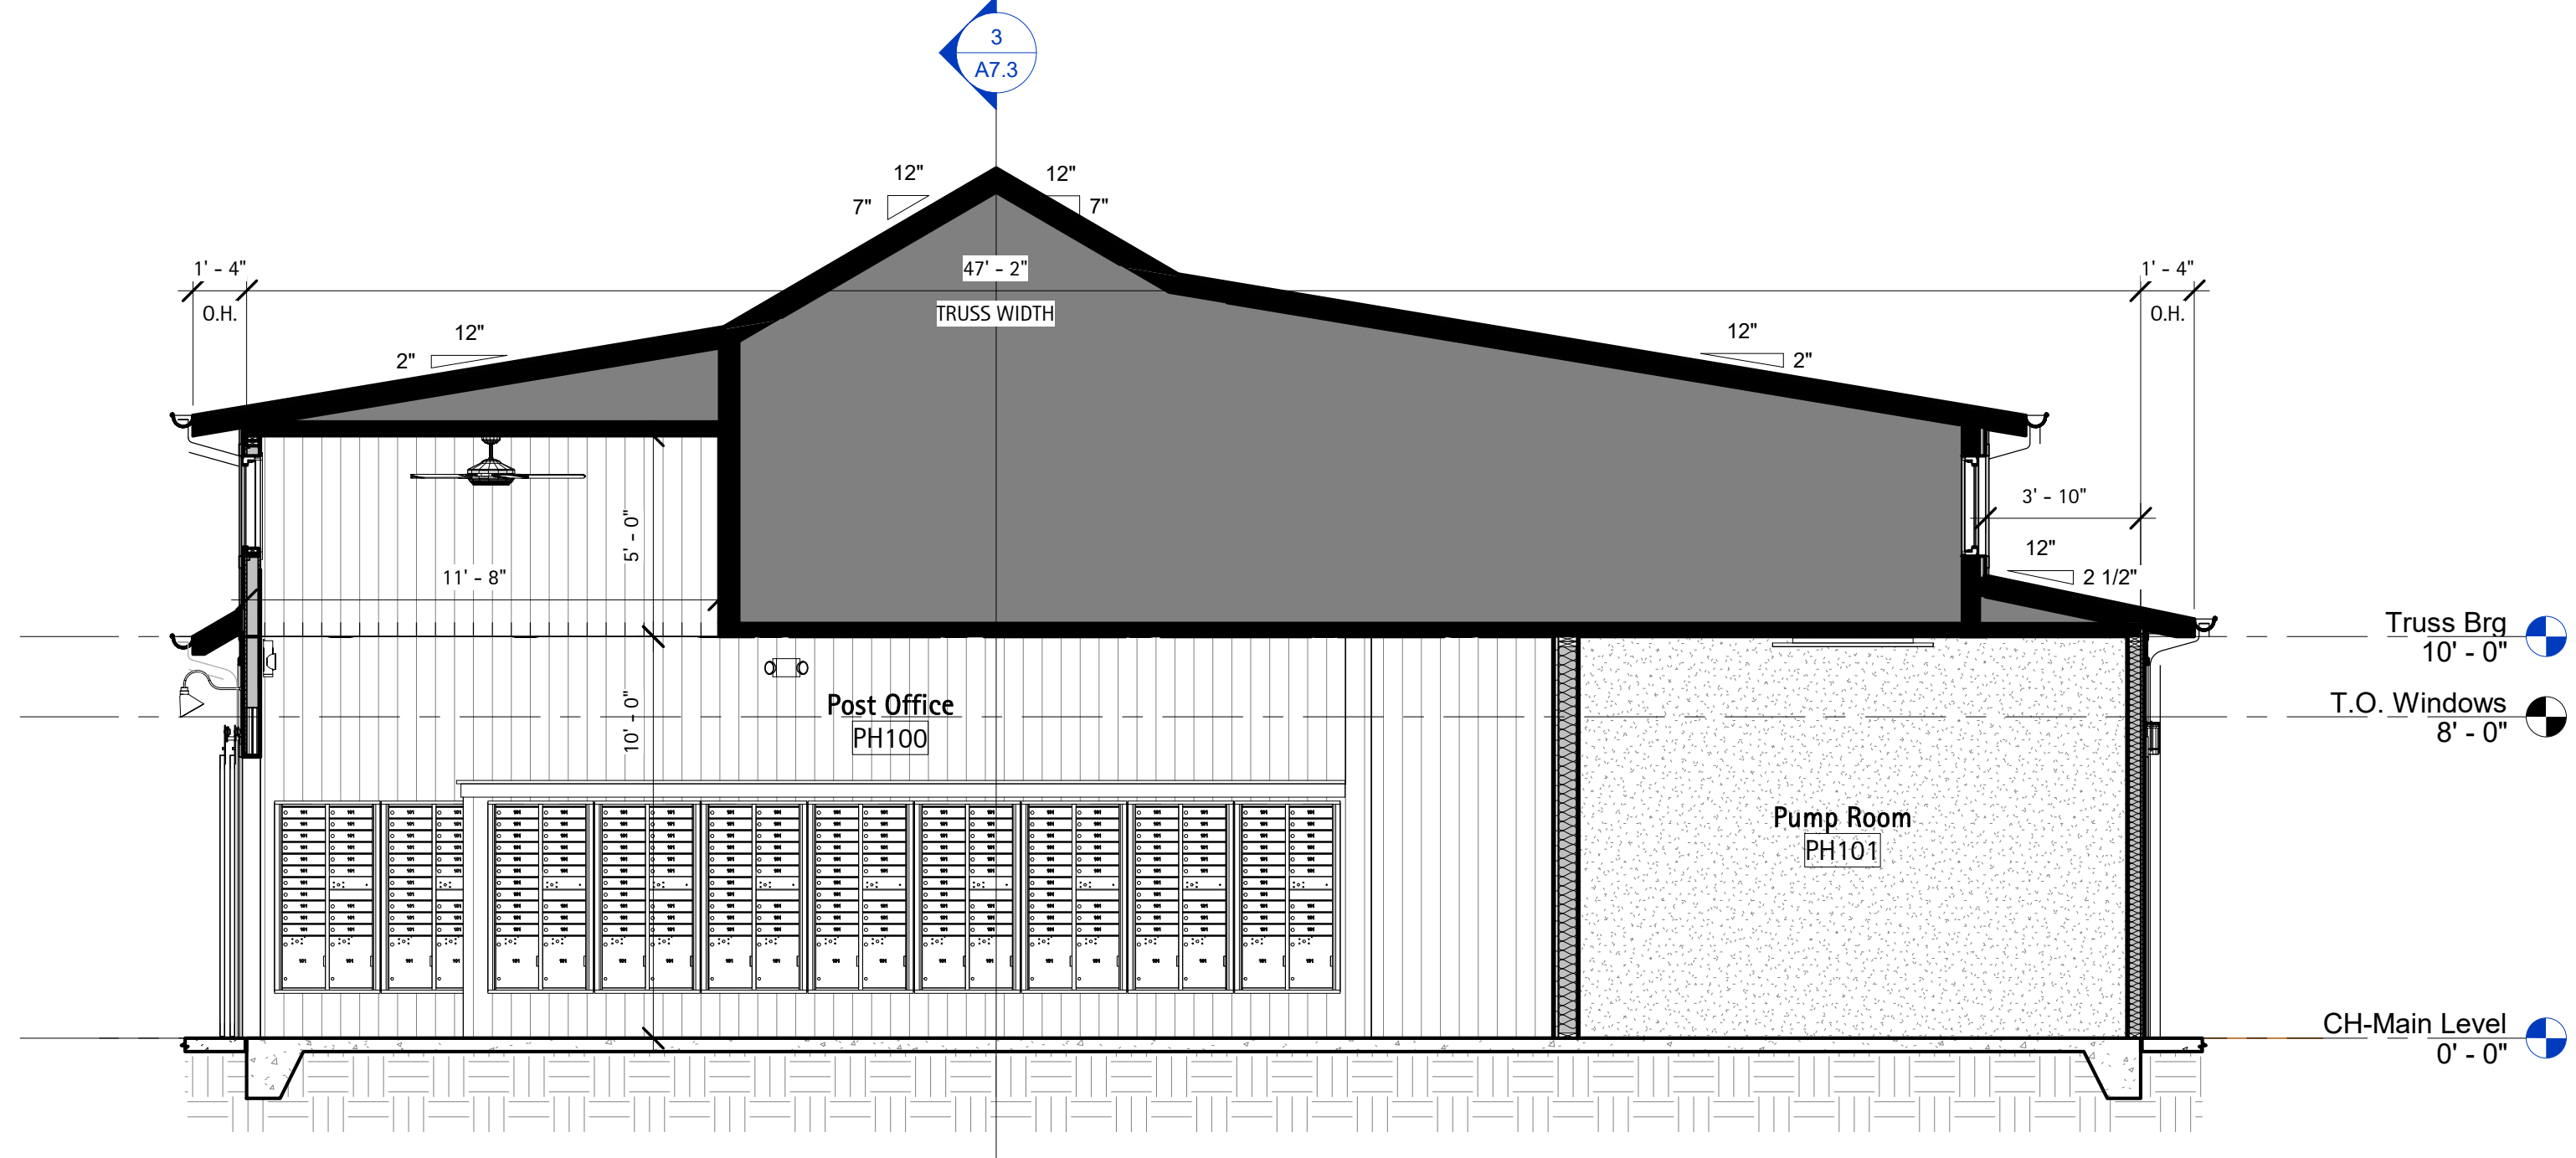 3
A7.3
12"
7"
12"
7"
1' - 4"
O.H.
47' - 2"
TRUSS WIDTH
1' - 4"
O.H.
12"
2"
12"
2"
3' - 10"
5' - 0"
11' - 8"
12"
2 1/2"
Truss Brg
10' - 0"
Post Office
PH100
10' - 0"
T.O. Windows
8' - 0"
Pump Room
PH101
CH-Main Level
0' - 0"